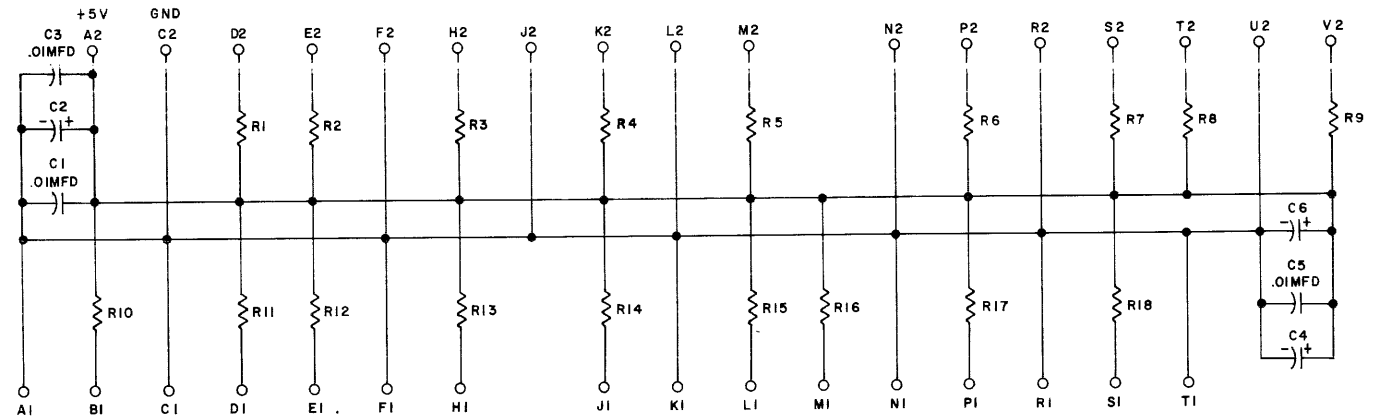 +5V GND
C3 A2 C2 D2 E2 F2 H2 J2 K2 L2 M2 N2 P2 R2 S2 T2 U2 V2
.01MFD
C2
- +
R1 R2 R3 R4 R5 R6 R7 R8 R9
C1
.01MFD
C6
- +
C5
.01MFD
R10 R11 R12 R13 R14 R15 R16 R17 R18
C4
- +
A1 B1 C1 D1 E1 F1 H1 J1 K1 L1 M1 N1 P1 R1 S1 T1